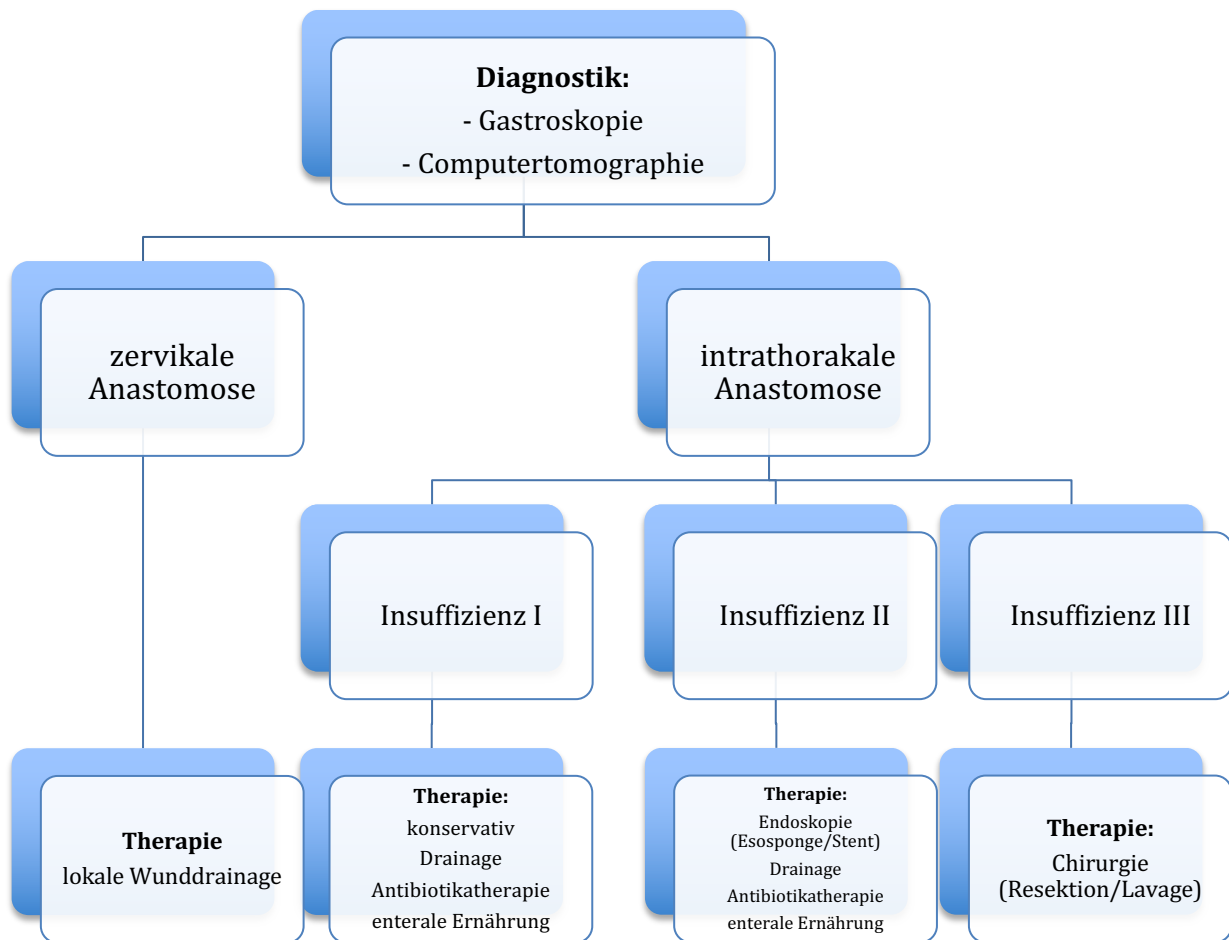 Diagnostik:
- Gastroskopie
- Computertomographie
zervikale
Anastomose
intrathorakale
Anastomose
Insuffizienz I
Insuffizienz II
Insuffizienz III
Therapie
lokale Wunddrainage
Therapie:
konservativ
Drainage
Antibiotikatherapie
enterale Ernährung
Therapie:
Endoskopie
(Esosponge/Stent)
Drainage
Antibiotikatherapie
enterale Ernährung
Therapie:
Chirurgie
(Resektion/Lavage)